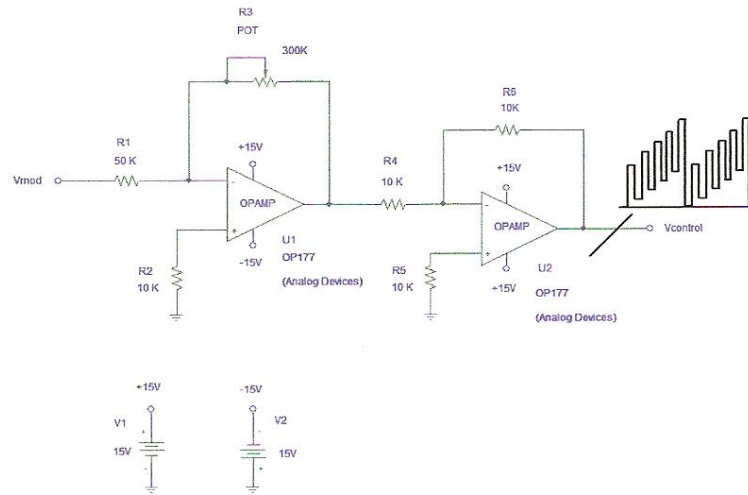 R3
POT
300K
R1
50 K
Vmod
+15V
-
OPAMP
+
-15V
U1
OP177
(Analog Devices)
R2
10 K
R4
10 K
R6
10K
+15V
-
OPAMP
+
+15V
U2
OP177
(Analog Devices)
R5
10 K
Vcontrol
+15V
V1
+
15V
-
-15V
V2
-
15V
+